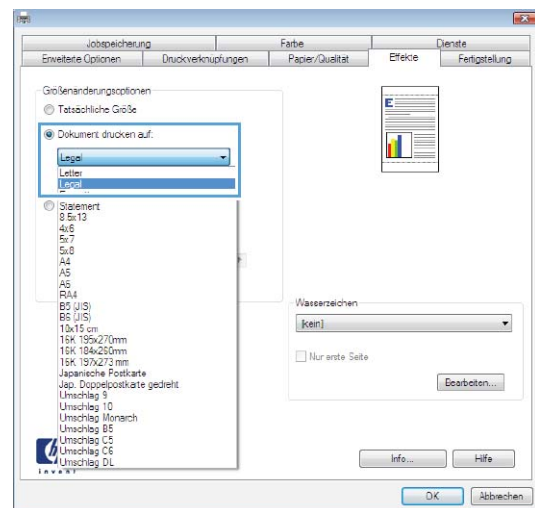 Jobspeicherung
Farbe
Dienste
Erweiterte Optionen
Druckverknüpfungen
Papier/Qualität
Effekte
Fertigstellung
Größenänderungsoptionen
Tatsächliche Größe
Dokument drucken auf:
Legal
Letter
Legal
Statement
8.5x13
4x6
5x7
5x8
A4
A5
A6
RA4
B5 (JIS)
B6 (JIS)
10x15 cm
16K 195x270mm
16K 184x260mm
16K 197x273 mm
Japanische Postkarte
Jap. Doppelpostkarte gedreht
Umschlag 9
Umschlag 10
Umschlag Monarch
Umschlag B5
Umschlag C5
Umschlag C6
Umschlag DL
E
Wasserzeichen
[kein]
Nur erste Seite
Bearbeiten...
invent
Info...
Hilfe
OK
Abbrechen